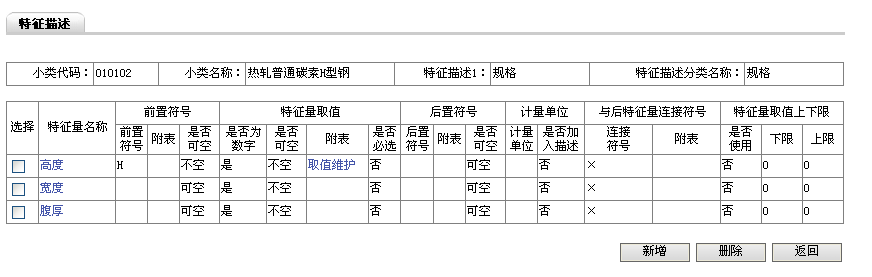 特征描述
小类代码： 010102 小类名称： 热轧普通碳素H型钢 特征描述1： 规格 特征描述分类名称： 规格
选择 特征量名称 前置符号 特征量取值 后置符号 计量单位 与后特征量连接符号 特征量取值上下限
前置符号 附表 是否可空 是否为数字 是否可空 附表 是否必选 后置符号 附表 是否可空 计量单位 是否加入描述 连接符号 附表 是否使用 下限 上限
高度 H 不空 是 不空 取值維护 否 可空 否 × 否 0 0
宽度 可空 是 不空 否 可空 否 × 否 0 0
腹厚 可空 是 不空 否 可空 否 × 否 0 0
新增 删除 返回